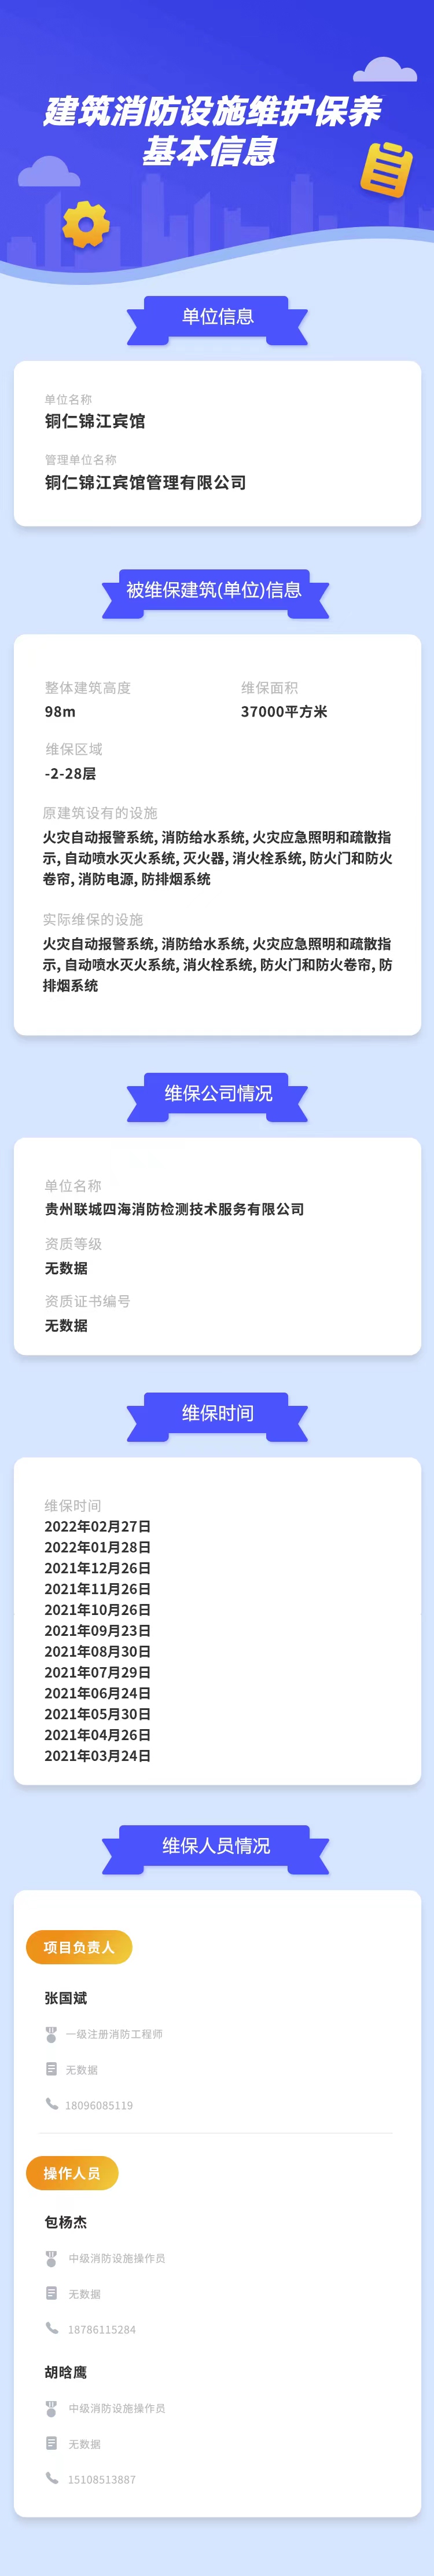 建筑消防设施维护保养
基本信息
单位信息
单位名称
铜仁锦江宾馆
管理单位名称
铜仁锦江宾馆管理有限公司
被维保建筑(单位)信息
整体建筑高度 维保面积
98m 37000平方米
维保区域
-2-28层
原建筑设有的设施
火灾自动报警系统, 消防给水系统, 火灾应急照明和疏散指
示, 自动喷水灭火系统, 灭火器, 消火栓系统, 防火门和防火
卷帘, 消防电源, 防排烟系统
实际维保的设施
火灾自动报警系统, 消防给水系统, 火灾应急照明和疏散指
示, 自动喷水灭火系统, 消火栓系统, 防火门和防火卷帘, 防
排烟系统
维保公司情况
单位名称
贵州联城四海消防检测技术服务有限公司
资质等级
无数据
资质证书编号
无数据
维保时间
维保时间
2022年02月27日
2022年01月28日
2021年12月26日
2021年11月26日
2021年10月26日
2021年09月23日
2021年08月30日
2021年07月29日
2021年06月24日
2021年05月30日
2021年04月26日
2021年03月24日
维保人员情况
项目负责人
张国斌
一级注册消防工程师
无数据
18096085119
操作人员
包杨杰
中级消防设施操作员
无数据
18786115284
胡晗鹰
中级消防设施操作员
无数据
15108513887